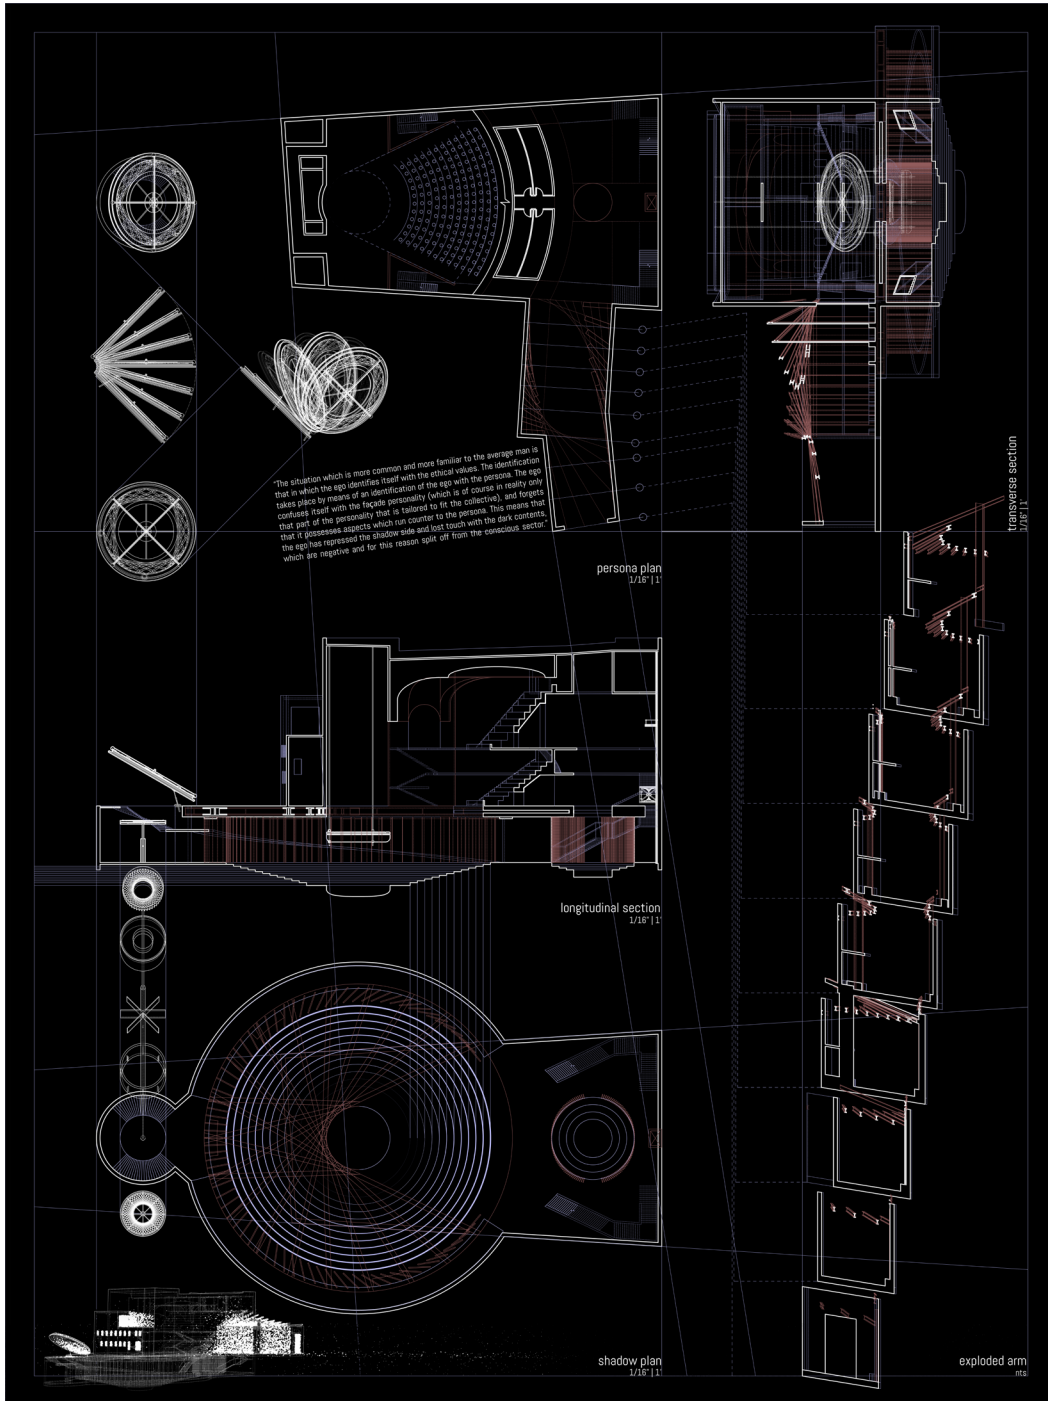 "The situation which is more common and more familiar to the average man is
that in which the ego identifies itself with the ethical values. The identification
takes place by means of an identification of the ego with the persona. The ego
confuses itself with the façade personality (which is of course in reality only
that part of the personality that is tailored to fit the collective), and forgets
that it possesses aspects which run counter to the persona. This means that
the ego has repressed the shadow side and lost touch with the dark contents,
which are negative and for this reason split off from the conscious sector."
persona plan
1/16" | 1'
transverse section
1/16" | 1'
longitudinal section
1/16" | 1'
shadow plan
1/16" | 1'
exploded arm
nts